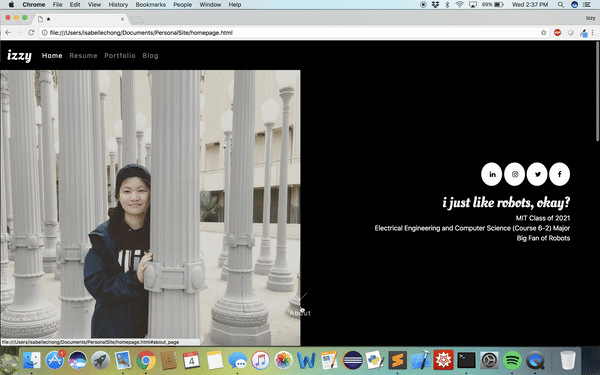 Chrome File Edit View History Bookmarks People Window Help 69% Wed 2:37 PM
Izzy
file:///Users/isabellechong/Documents/PersonalSite/homepage.html
izzy Home Resume Portfolio Blog
i just like robots, okay?
MIT Class of 2021
Electrical Engineering and Computer Science (Course 6-2) Major
Big Fan of Robots
About
file:///Users/isabellechong/Documents/PersonalSite/homepage.html#about_page